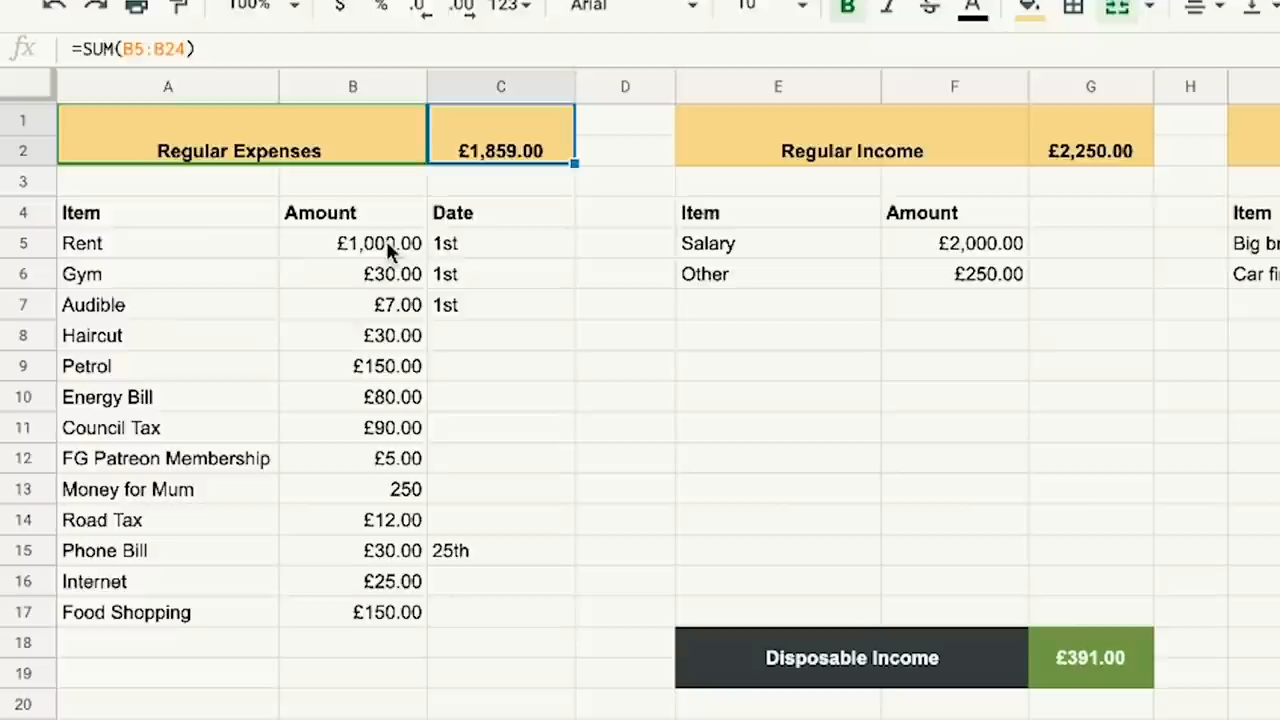 100% $ % .0 .00 123 Arial 10 B I S A
fx =SUM(B5:B24)
A B C D E F G H
1
2 Regular Expenses £1,859.00 Regular Income £2,250.00
3
4 Item Amount Date Item Amount Item
5 Rent £1,000.00 1st Salary £2,000.00 Big
6 Gym £30.00 1st Other £250.00 Car
7 Audible £7.00 1st
8 Haircut £30.00
9 Petrol £150.00
10 Energy Bill £80.00
11 Council Tax £90.00
12 FG Patreon Membership £5.00
13 Money for Mum 250
14 Road Tax £12.00
15 Phone Bill £30.00 25th
16 Internet £25.00
17 Food Shopping £150.00
18
Disposable Income £391.00
19
20